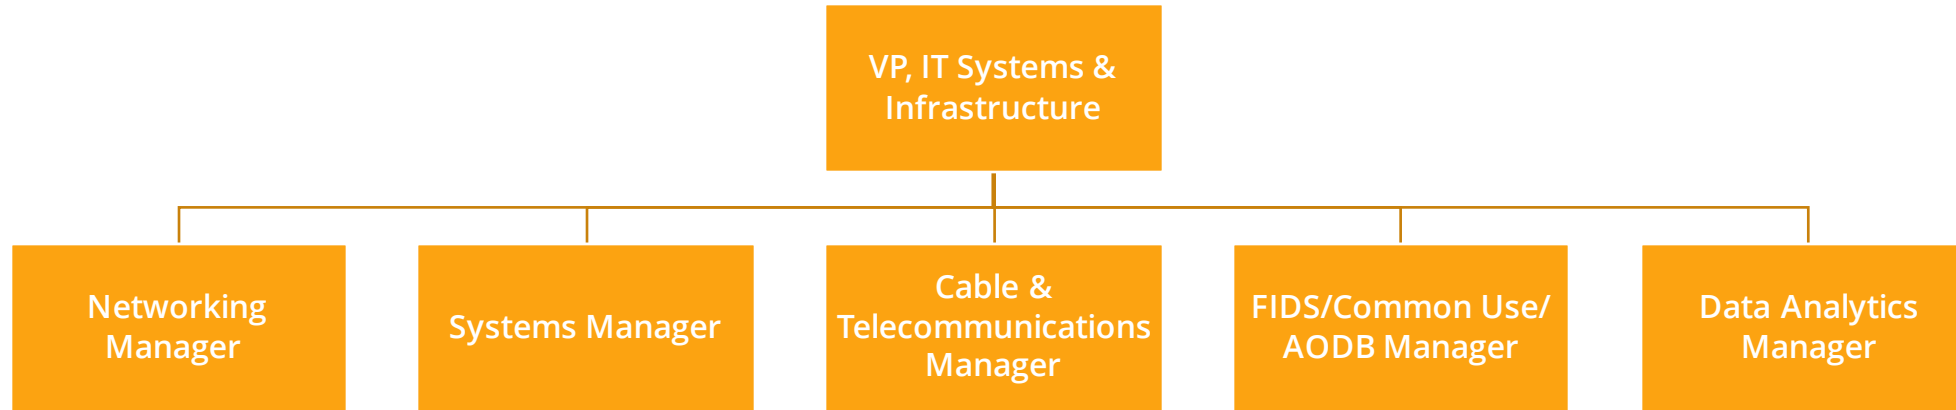 VP, IT Systems &
Infrastructure
Networking
Manager
Systems Manager
Cable &
Telecommunications
Manager
FIDS/Common Use/
AODB Manager
Data Analytics
Manager